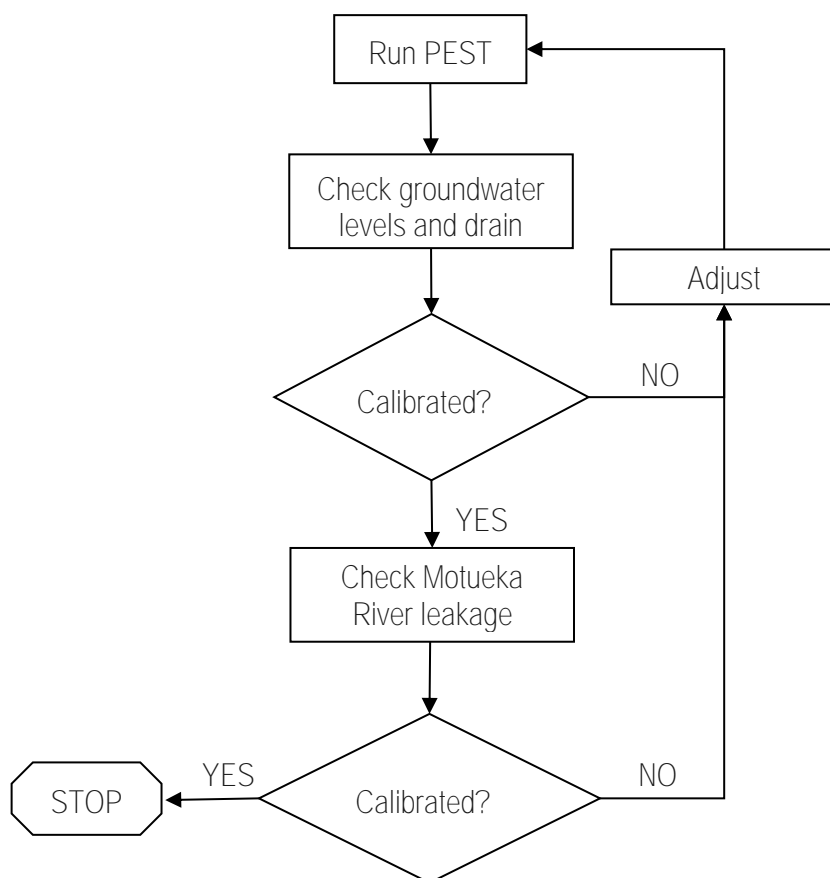 Run PEST
Check groundwater
levels and drain
Adjust
Calibrated?
NO
YES
Check Motueka
River leakage
Calibrated?
NO
YES
STOP